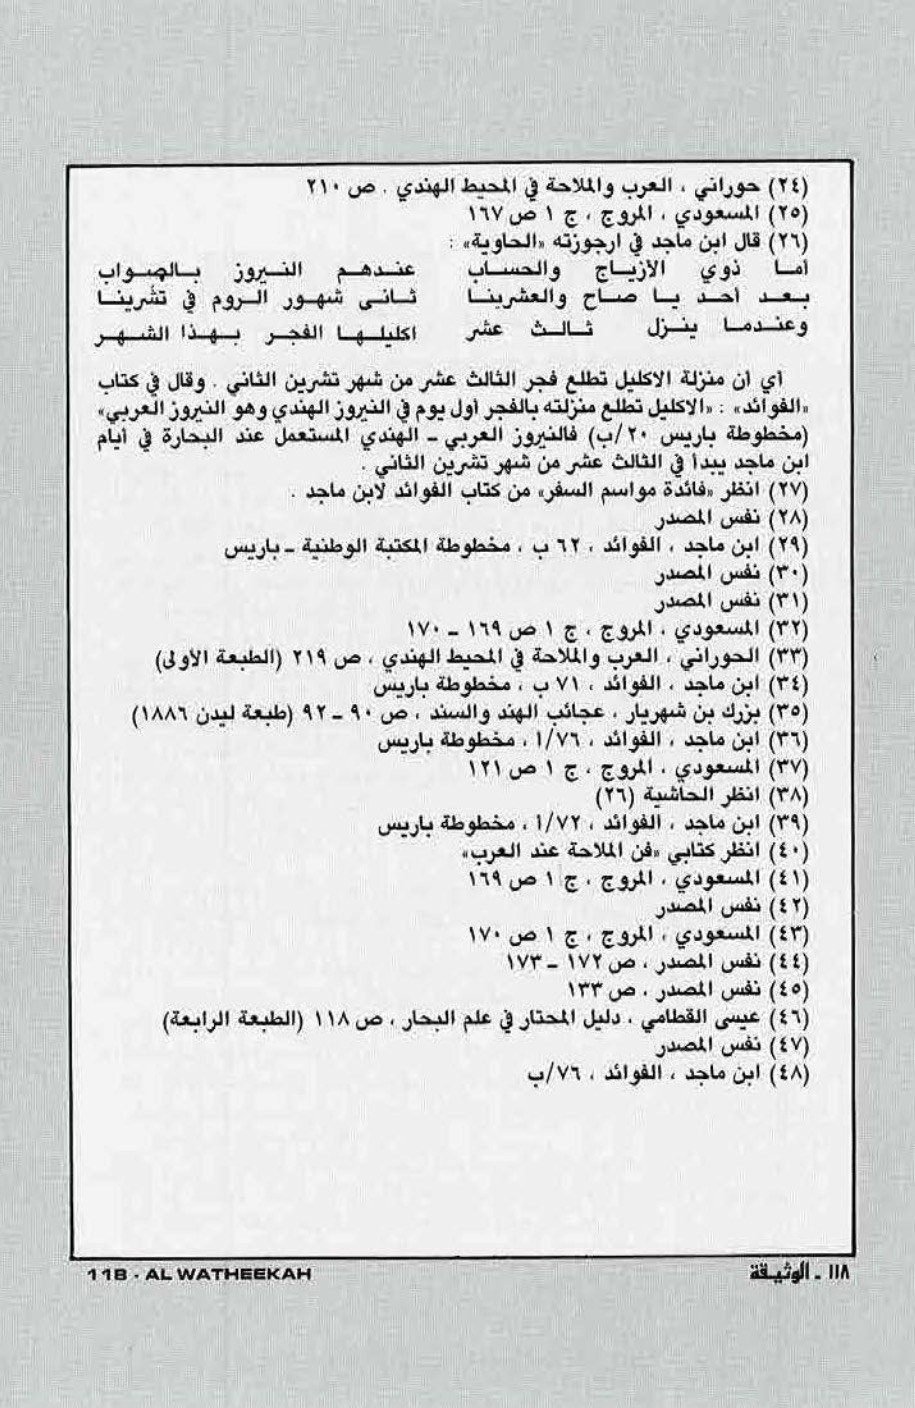 (٢٤) حوراني ، العرب والملاحة في المحيط الهندي . ص ٢١٠
(٢٥) المسعودي ، المروج ، ج ١ ص ١٦٧
(٢٦) قال ابن ماجد في ارجوزته «الحاوية» :
أما ذوي الأزياج والحساب عندهم النيروز بالصواب
بعد أحد يا صاح والعشرينا ثانى شهور الروم في تشرينا
وعندما ينزل ثالث عشر اكليلها الفجر بهذا الشهر
أي أن منزلة الاكليل تطلع فجر الثالث عشر من شهر تشرين الثاني . وقال في كتاب
«الفوائد» : «الاكليل تطلع منزلته بالفجر أول يوم في النيروز الهندي وهو النيروز العربي»
(مخطوطة باريس ٢٠/ب) فالنيروز العربي - الهندي المستعمل عند البحارة في أيام
ابن ماجد يبدأ في الثالث عشر من شهر تشرين الثاني .
(٢٧) انظر «فائدة مواسم السفر» من كتاب الفوائد لابن ماجد .
(٢٨) نفس المصدر
(٢٩) ابن ماجد ، الفوائد ، ٦٢ ب ، مخطوطة المكتبة الوطنية - باريس
(٣٠) نفس المصدر
(٣١) نفس المصدر
(٣٢) المسعودي ، المروج ، ج ١ ص ١٦٩ - ١٧٠
(٣٣) الحوراني ، العرب والملاحة في المحيط الهندي ، ص ٢١٩ (الطبعة الأولى)
(٣٤) ابن ماجد ، الفوائد ، ٧١ ب ، مخطوطة باريس
(٣٥) بزرك بن شهريار ، عجائب الهند والسند ، ص ٩٠ - ٩٢ (طبعة ليدن ١٨٨٦)
(٣٦) ابن ماجد ، الفوائد ، ٧٦/١ ، مخطوطة باريس
(٣٧) المسعودي ، المروج ، ج ١ ص ١٢١
(٣٨) انظر الحاشية (٢٦)
(٣٩) ابن ماجد ، الفوائد ، ٧٢/١ ، مخطوطة باريس
(٤٠) انظر كتابي «فن الملاحة عند العرب»
(٤١) المسعودي ، المروج ، ج ١ ص ١٦٩
(٤٢) نفس المصدر
(٤٣) المسعودي ، المروج ، ج ١ ص ١٧٠
(٤٤) نفس المصدر ، ص ١٧٢ - ١٧٣
(٤٥) نفس المصدر ، ص ١٣٣
(٤٦) عيسى القطامي ، دليل المحتار في علم البحار ، ص ١١٨ (الطبعة الرابعة)
(٤٧) نفس المصدر
(٤٨) ابن ماجد ، الفوائد ، ٧٦/ب
١١٨ - الوثيقة
118 - AL WATHEEKAH